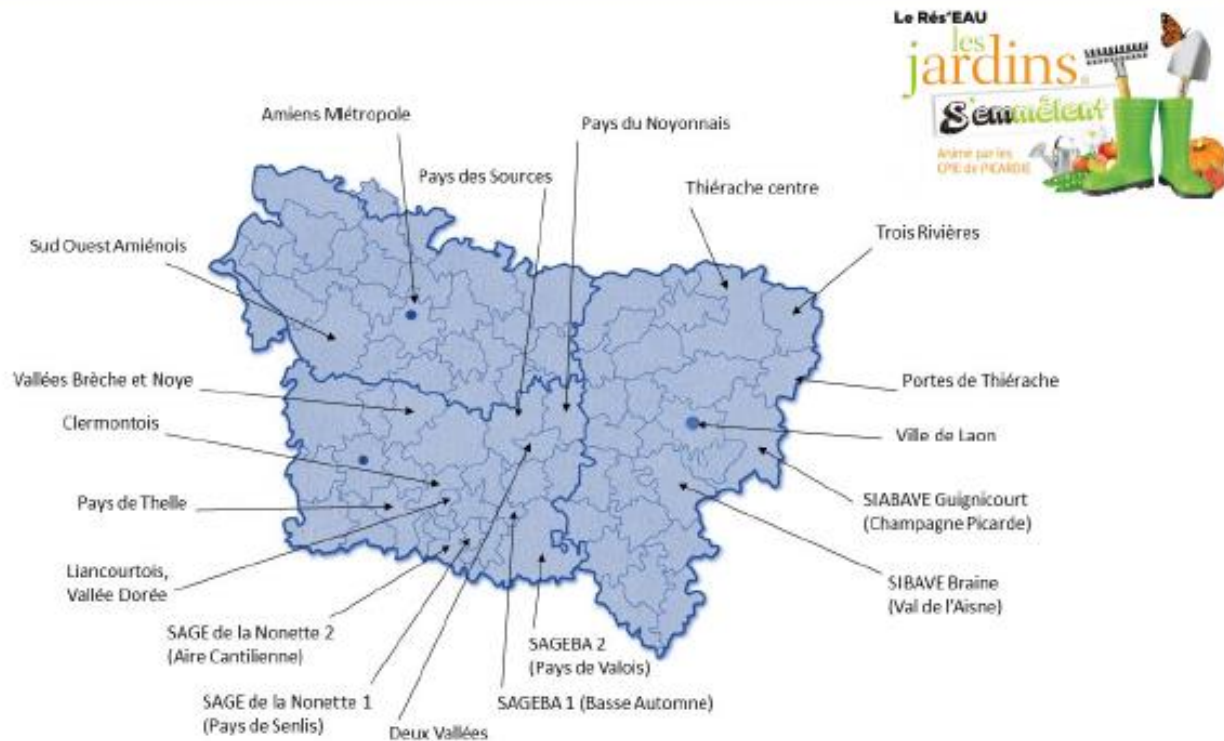 Le Rés'EAU
les
jardins
s'emmêlent
Animé par les
CPIE de PICARDIE
Amiens Métropole
Pays du Noyonnais
Pays des Sources
Thiérache centre
Sud Ouest Amiénois
Trois Rivières
Vallées Brèche et Noye
Portes de Thiérache
Clermontois
Ville de Laon
Pays de Thelle
SIABAVE Guignicourt
(Champagne Picarde)
Liancourtois,
Vallée Dorée
SIBAVE Braine
(Val de l'Aisne)
SAGE de la Nonette 2
(Aire Cantilienne)
SAGEBA 2
(Pays de Valois)
SAGE de la Nonette 1
(Pays de Senlis)
SAGEBA 1 (Basse Automne)
Deux Vallées